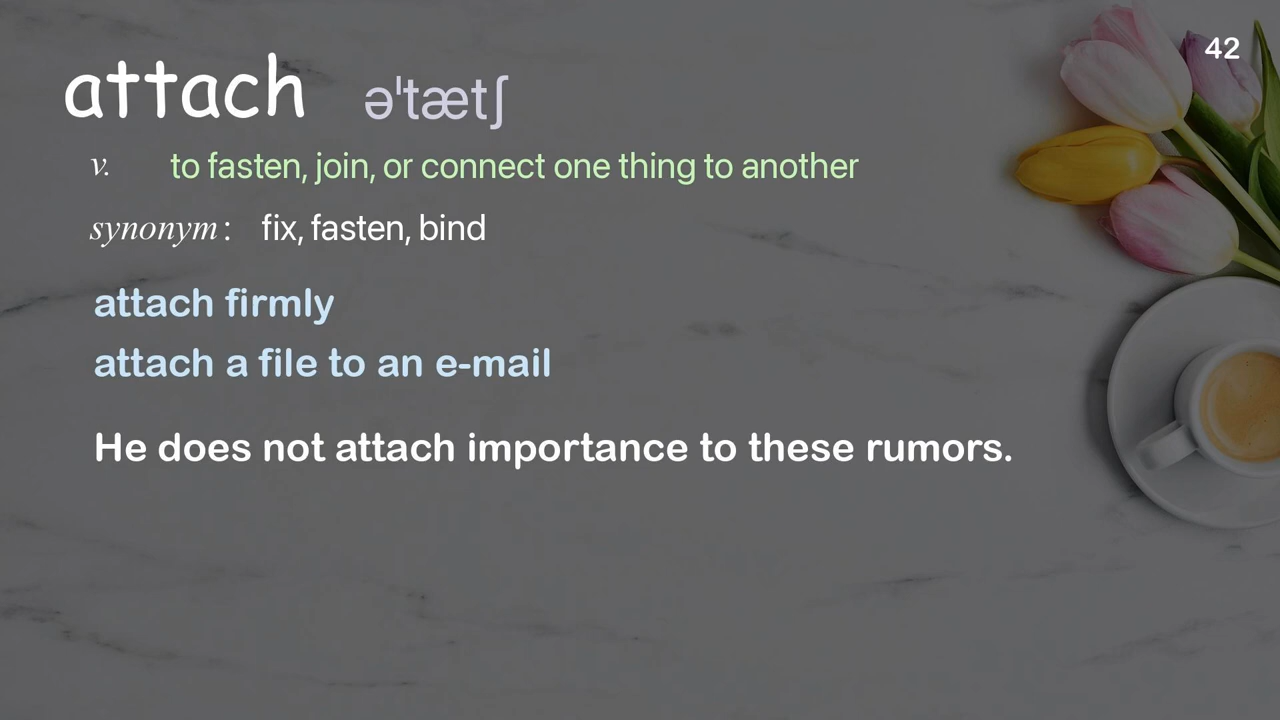 42
attach əˈtætʃ
v. to fasten, join, or connect one thing to another
synonym : fix, fasten, bind
attach firmly
attach a file to an e-mail
He does not attach importance to these rumors.